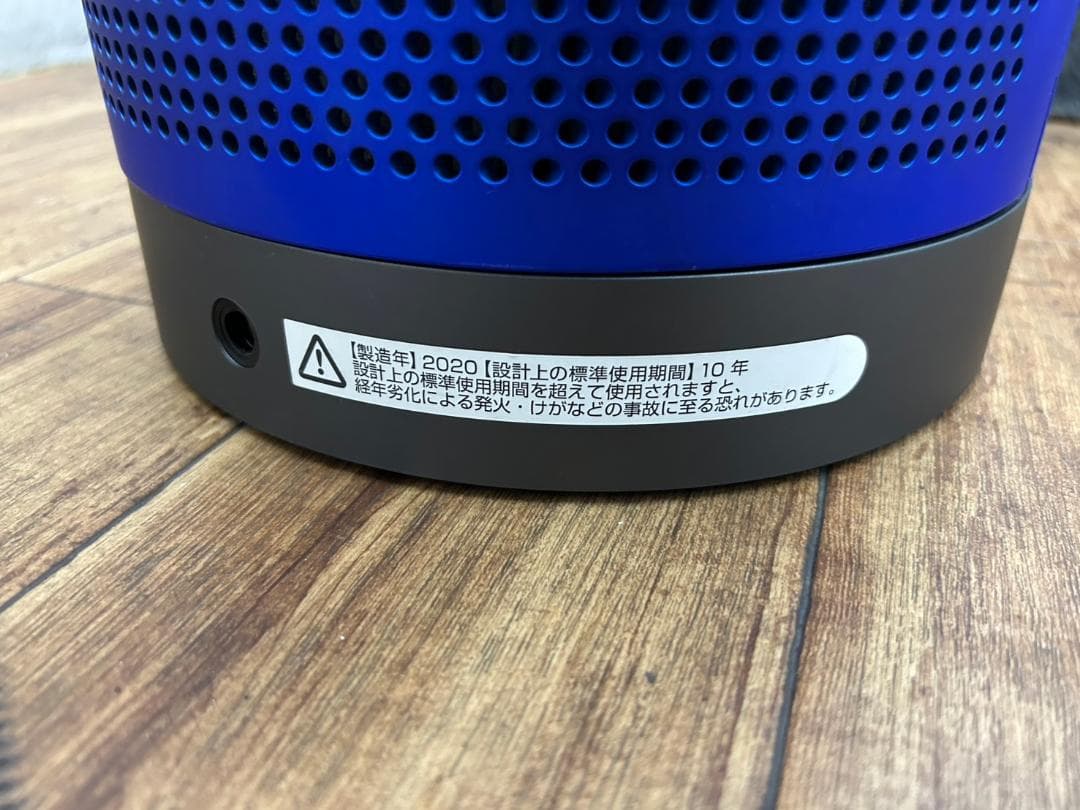 【製造年】2020【設計上の標準使用期間】10 年
設計上の標準使用期間を超えて使用されますと、
経年劣化による発火・けがなどの事故に至る恐れがあります。